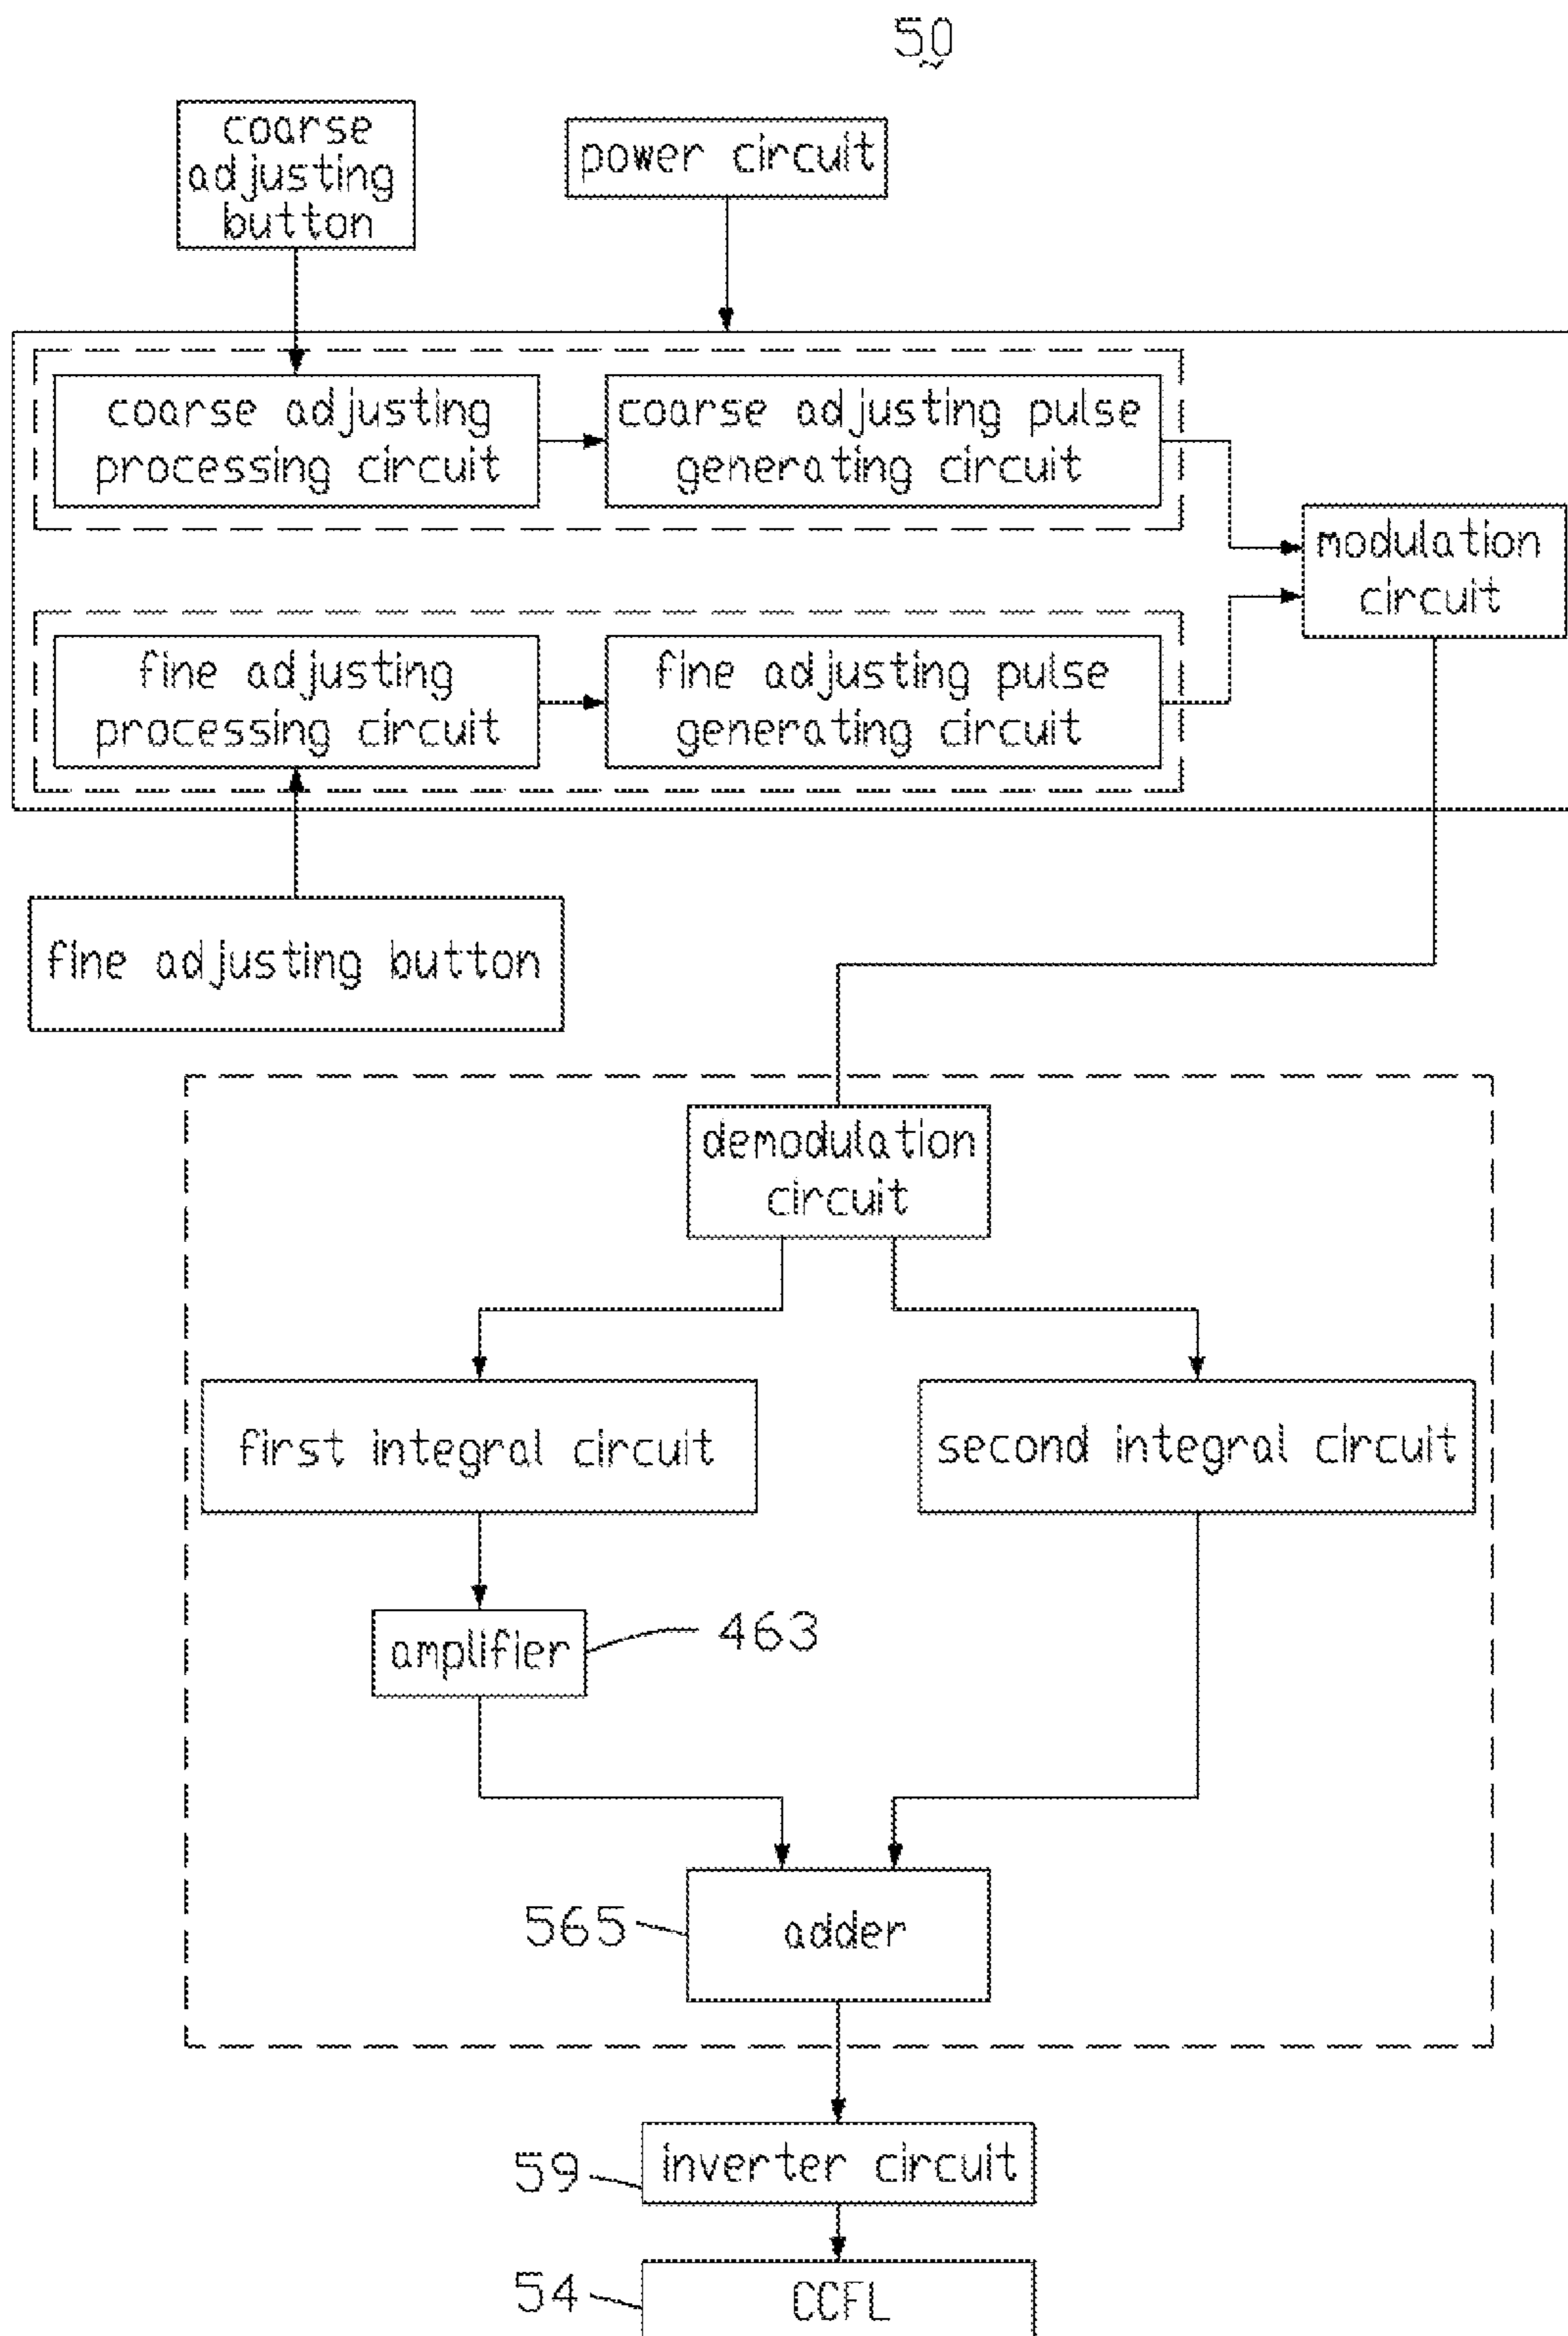 50
coarse
adjusting
button
power circuit
coarse adjusting
processing circuit
coarse adjusting pulse
generating circuit
modulation
circuit
fine adjusting
processing circuit
fine adjusting pulse
generating circuit
fine adjusting button
demodulation
circuit
first integral circuit
second integral circuit
amplifier
463
565
adder
59
inverter circuit
54
CCFL